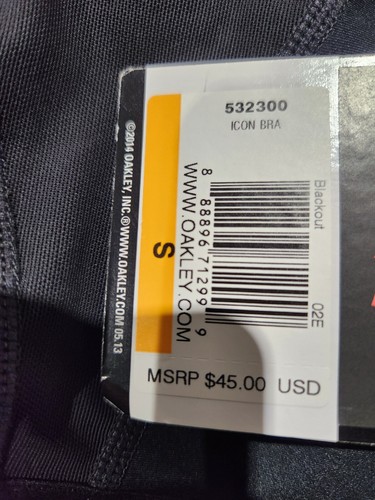 532300
ICON BRA
Blackout
02E
8 88896 71299 9
WWW.OAKLEY.COM
S
MSRP $45.00 USD
©2014 OAKLEY, INC.®WWW.OAKLEY.COM 05.13